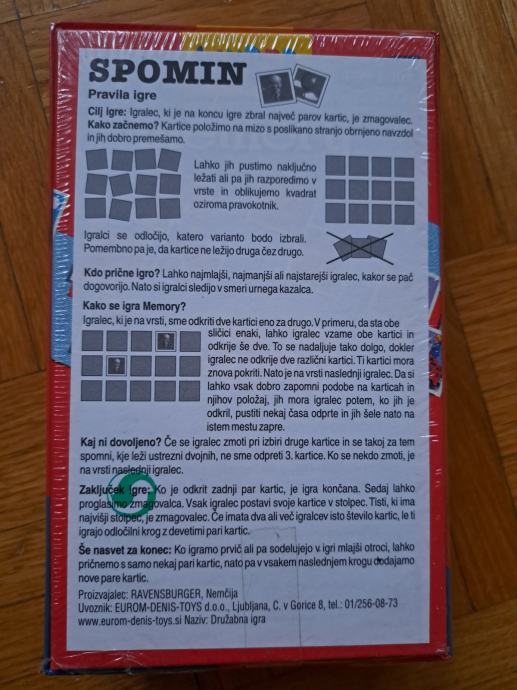 SPOMIN
Pravila igre
Cilj igre: Igralec, ki je na koncu igre zbral največ parov kartic, je zmagovalec.
Kako začnemo? Kartice položimo na mizo s poslikano stranjo obrnjeno navzdol
in jih dobro premešamo.
Lahko jih pustimo naključno
ležati ali pa jih razporedimo v
vrste in oblikujemo kvadrat
oziroma pravokotnik.
Igralci se odločijo, katero varianto bodo izbrali.
Pomembno pa je, da kartice ne ležijo druga čez drugo.
Kdo prične igro? Lahko najmlajši, najmanjši ali najstarejši igralec, kakor se pač
dogovorijo. Nato si igralci sledijo v smeri urnega kazalca.
Kako se igra Memory?
Igralec, ki je na vrsti, sme odkriti dve kartici eno za drugo. V primeru, da sta obe
sličici enaki, lahko igralec vzame obe kartici in
odkrije še dve. To se nadaljuje tako dolgo, dokler
igralec ne odkrije dve različni kartici. Ti kartici mora
znova pokriti. Nato je na vrsti naslednji igralec. Da si
lahko vsak dobro zapomni podobe na karticah in
njihov položaj, jih mora igralec potem, ko jih je
odkril, pustiti nekaj časa odprte in jih šele nato na
istem mestu zapre.
Kaj ni dovoljeno? Če se igralec zmoti pri izbiri druge kartice in se takoj za tem
spomni, kje leži ustrezni dvojnih, ne sme odpreti 3. kartice. Ko se nekdo zmoti, je
na vrsti naslednji igralec.
Zaključek igre: Ko je odkrit zadnji par kartic, je igra končana. Sedaj lahko
proglasimo zmagovalca. Vsak igralec postavi svoje kartice v stolpec. Tisti, ki ima
najvišji stolpec, je zmagovalec. Če imata dva ali več igralcev isto število kartic, le ti
igrajo odločilni krog z devetimi pari kartic.
Še nasvet za konec: Ko igramo prvič ali pa sodelujejo v igri mlajši otroci, lahko
pričnemo s samo nekaj pari kartic, nato pa v vsakem naslednjem krogu dodajamo
nove pare kartic.
Proizvajalec: RAVENSBURGER, Nemčija
Uvoznik: EUROM-DENIS-TOYS d.o.o., Ljubljana, C. v Gorice 8, tel.: 01/256-08-73
www.eurom-denis-toys.si Naziv: Družabna igra